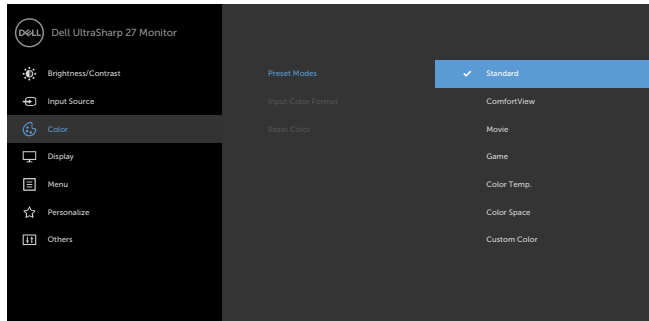 DELL
Dell UltraSharp 27 Monitor
Brightness/Contrast
Input Source
Color
Display
Menu
Personalize
Others
Preset Modes
Input Color Format
Reset Color
Standard
ComfortView
Movie
Game
Color Temp.
Color Space
Custom Color